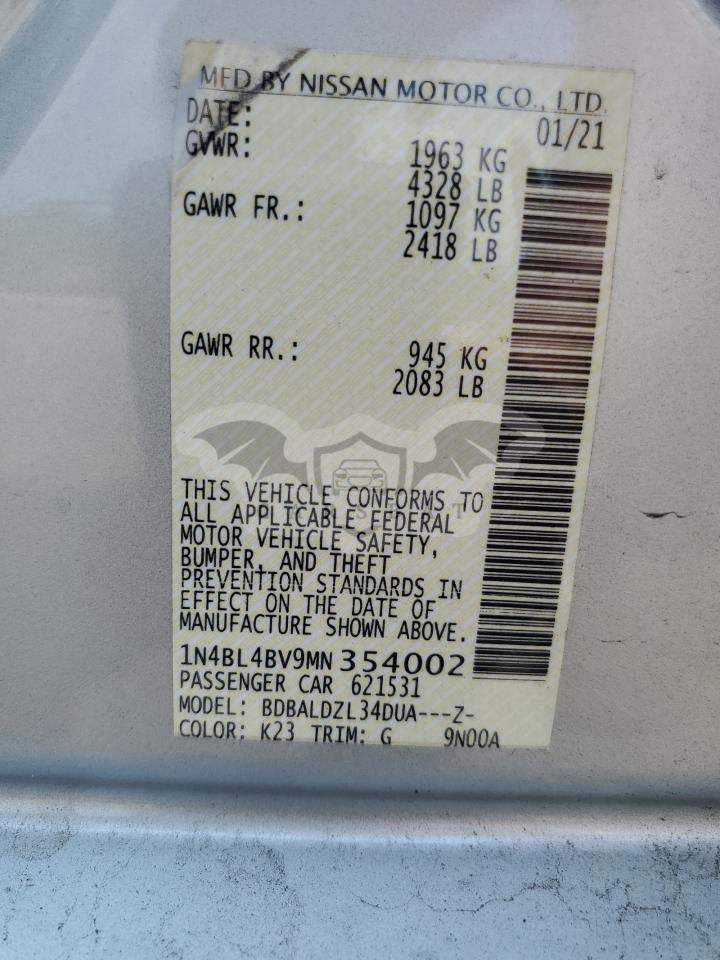 MFD BY NISSAN MOTOR CO., LTD.
DATE: 01/21
GVWR: 1963 KG
4328 LB
GAWR FR.: 1097 KG
2418 LB
GAWR RR.: 945 KG
2083 LB
THIS VEHICLE CONFORMS TO
ALL APPLICABLE FEDERAL
MOTOR VEHICLE SAFETY,
BUMPER, AND THEFT
PREVENTION STANDARDS IN
EFFECT ON THE DATE OF
MANUFACTURE SHOWN ABOVE.
1N4BL4BV9MN354002
PASSENGER CAR 621531
MODEL: BDBALDZL34DUA---Z-
COLOR: K23 TRIM: G 9N00A